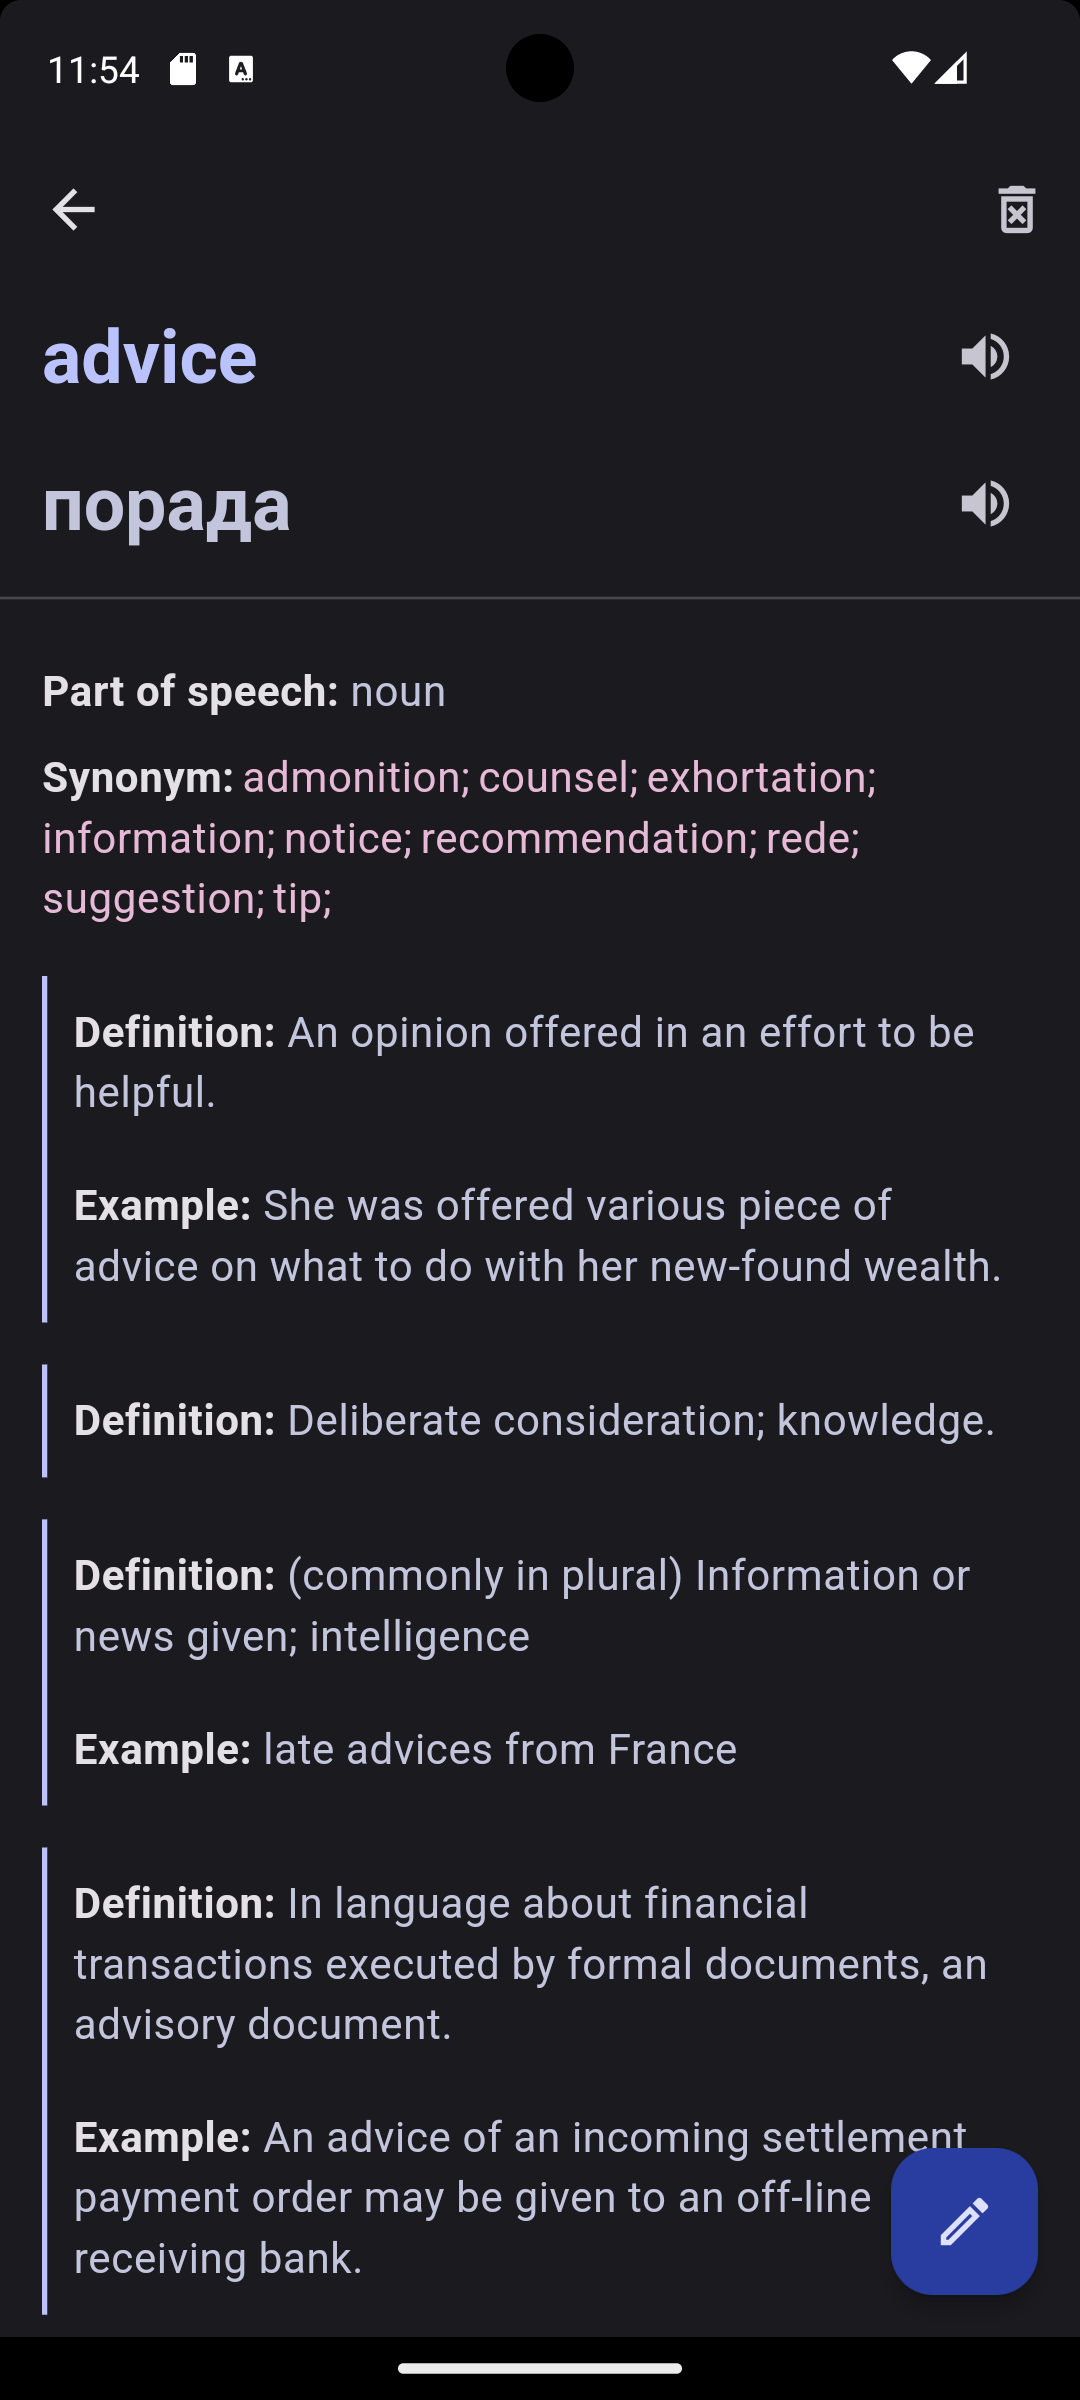 11:54
advice
порада
Part of speech: noun
Synonym: admonition; counsel; exhortation;
information; notice; recommendation; rede;
suggestion; tip;
Definition: An opinion offered in an effort to be
helpful.
Example: She was offered various piece of
advice on what to do with her new-found wealth.
Definition: Deliberate consideration; knowledge.
Definition: (commonly in plural) Information or
news given; intelligence
Example: late advices from France
Definition: In language about financial
transactions executed by formal documents, an
advisory document.
Example: An advice of an incoming settlement
payment order may be given to an off-line
receiving bank.